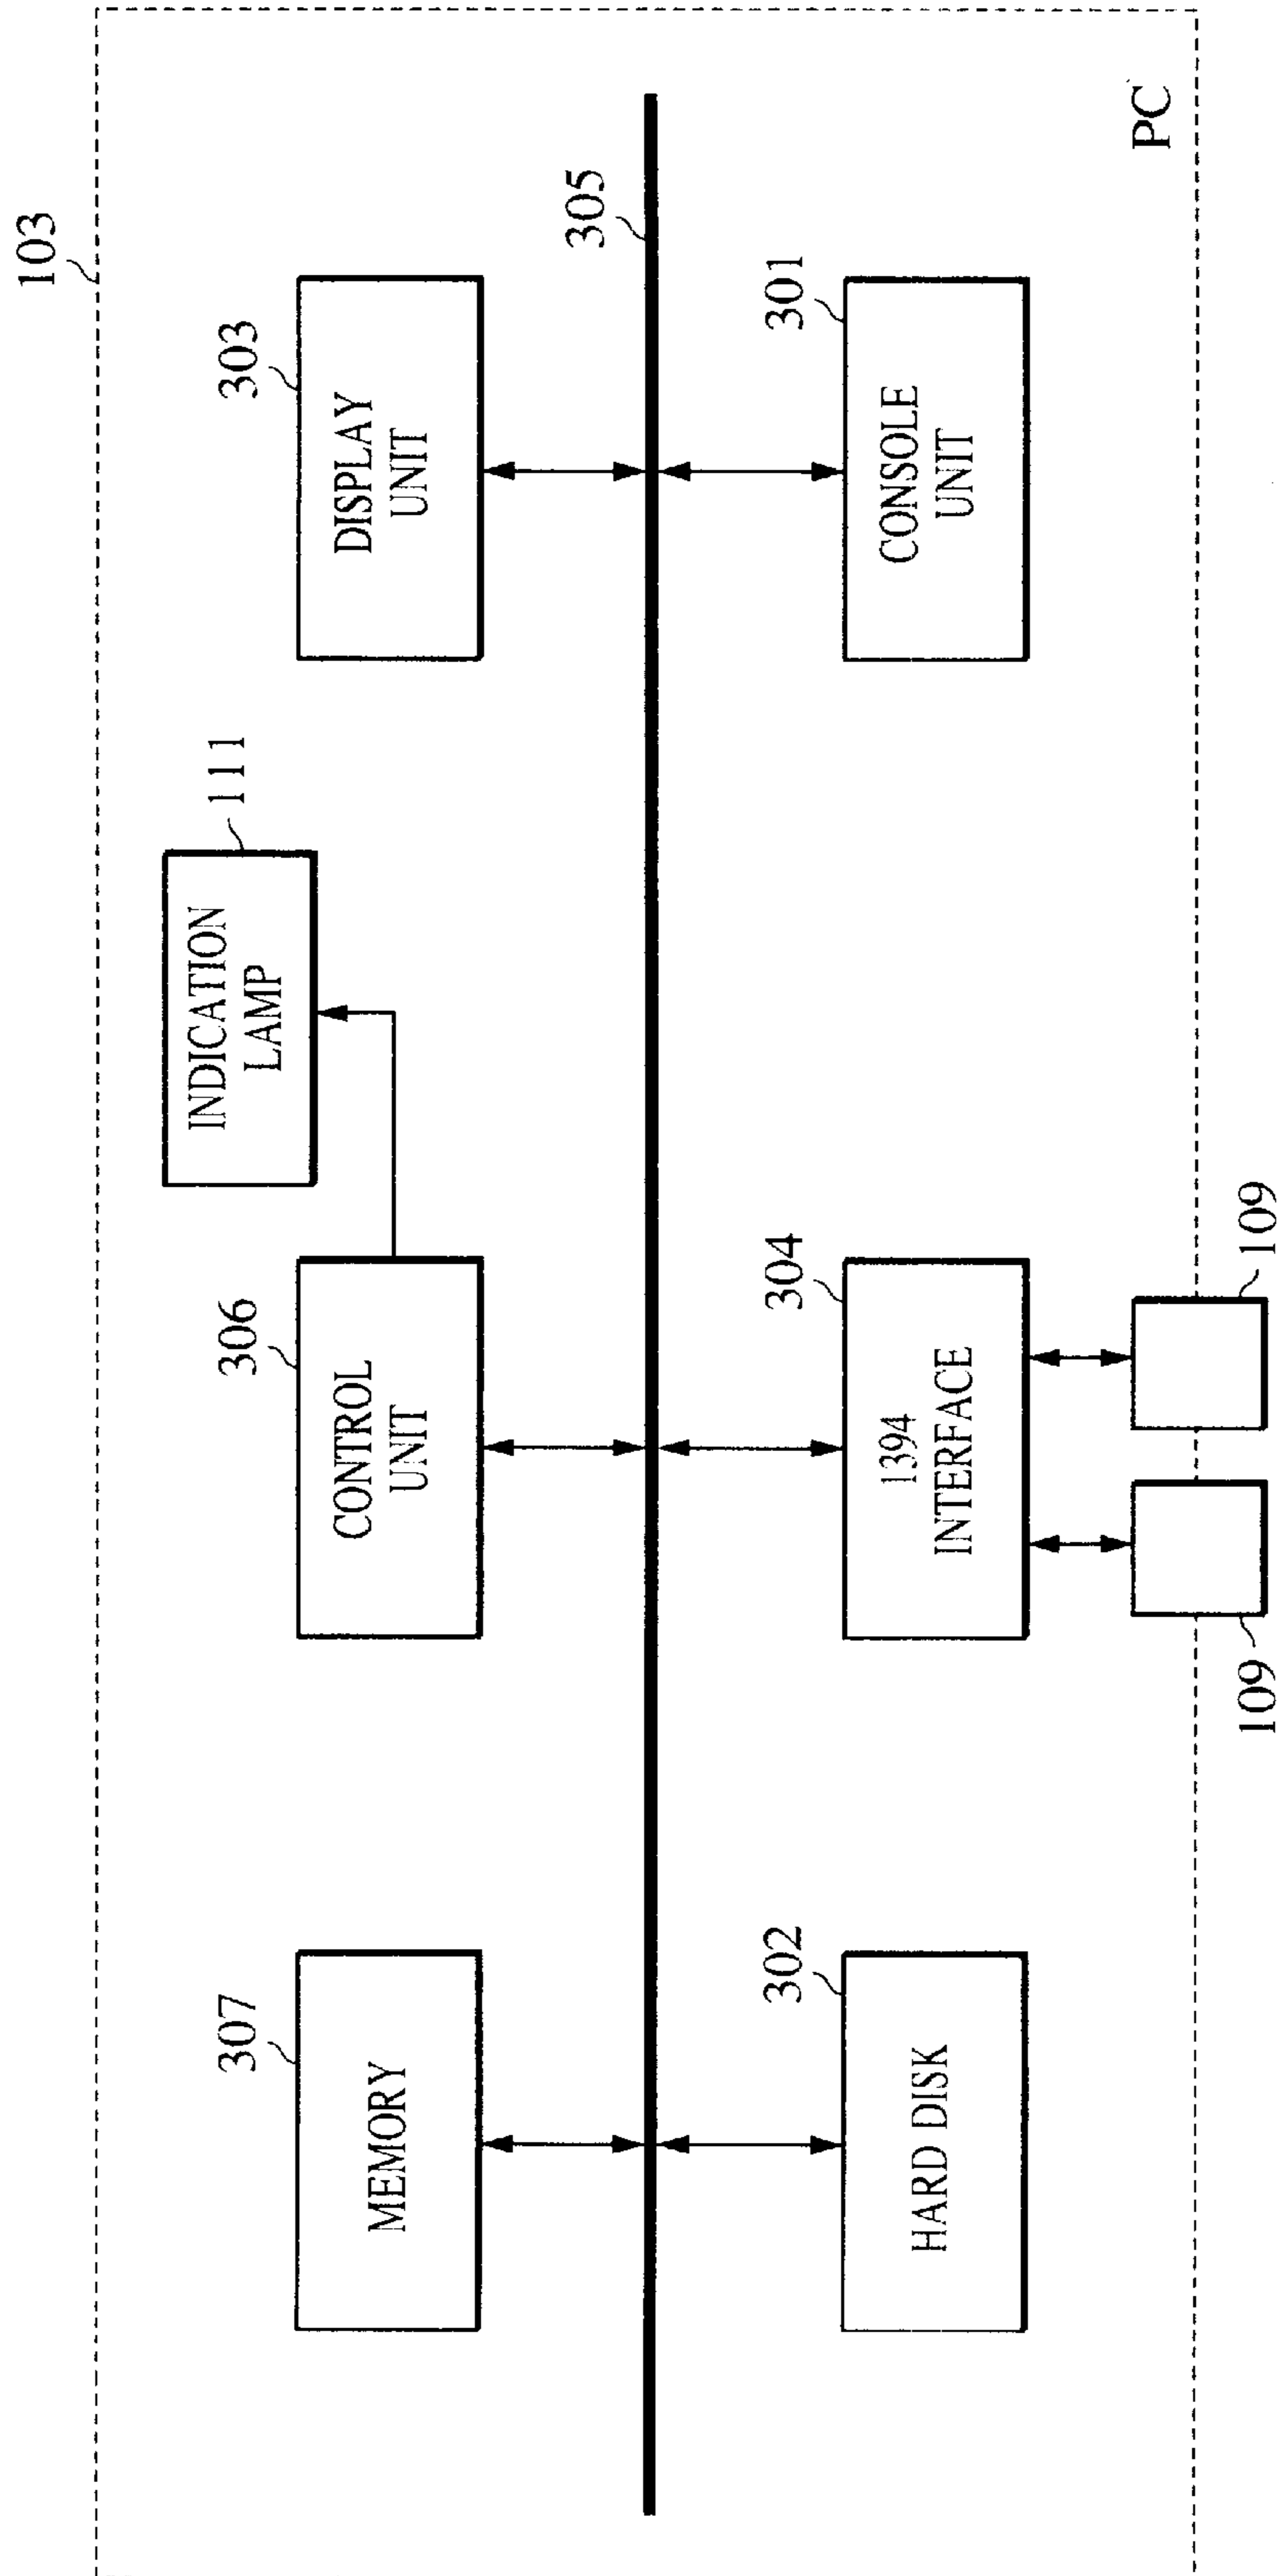 103
307
MEMORY
306
CONTROL
UNIT
INDICATION
LAMP
111
303
DISPLAY
UNIT
305
302
HARD DISK
304
1394
INTERFACE
301
CONSOLE
UNIT
109
109
PC